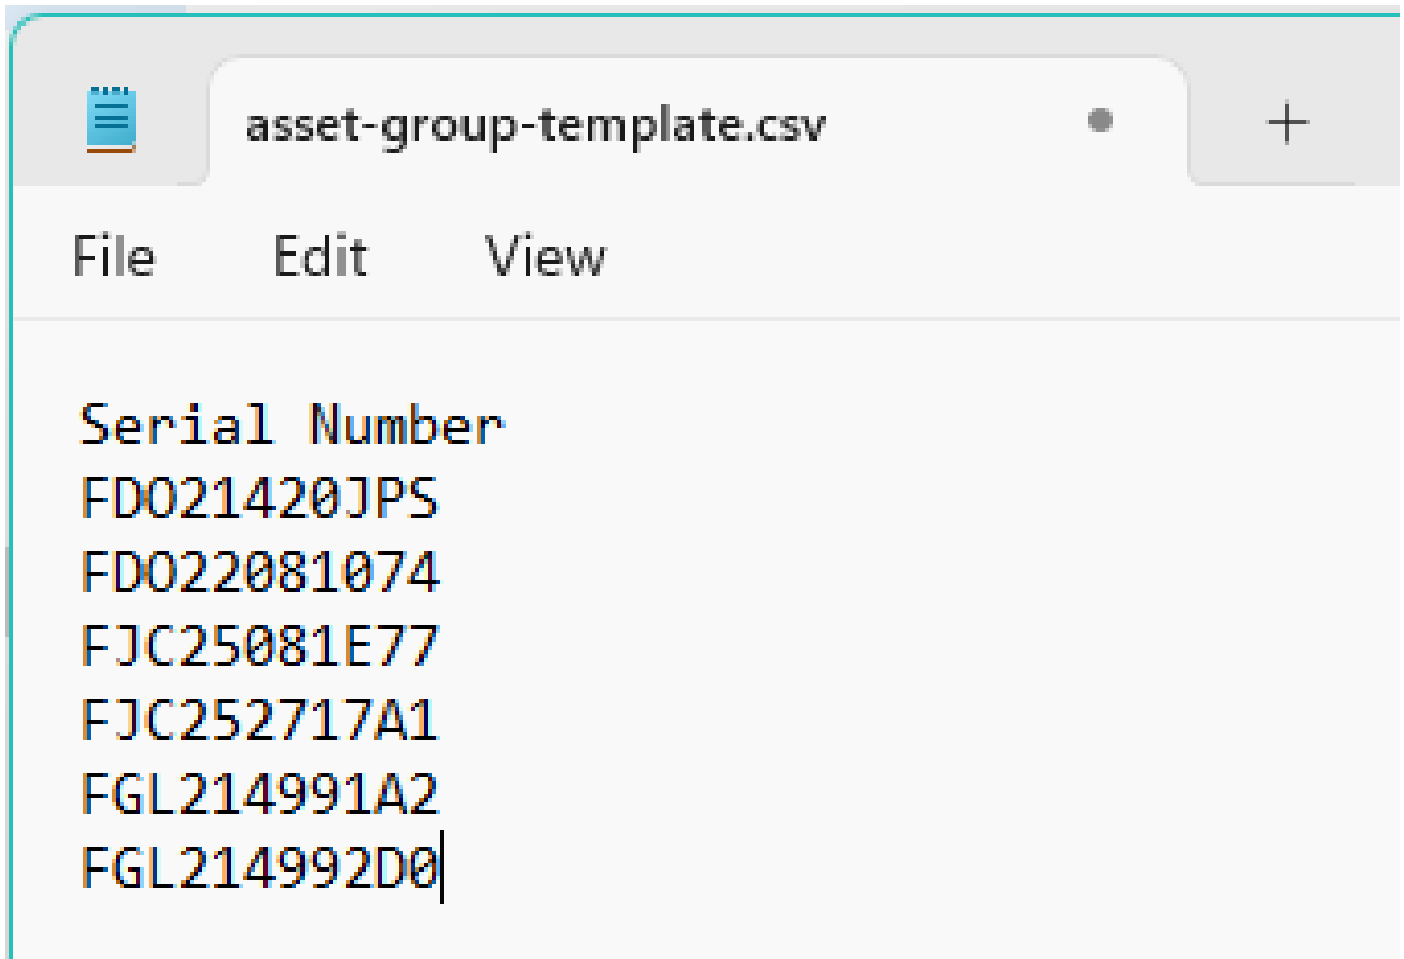 asset-group-template.csv
File Edit View
Serial Number
FDO21420JPS
FDO22081074
FJC25081E77
FJC252717A1
FGL214991A2
FGL214992D0